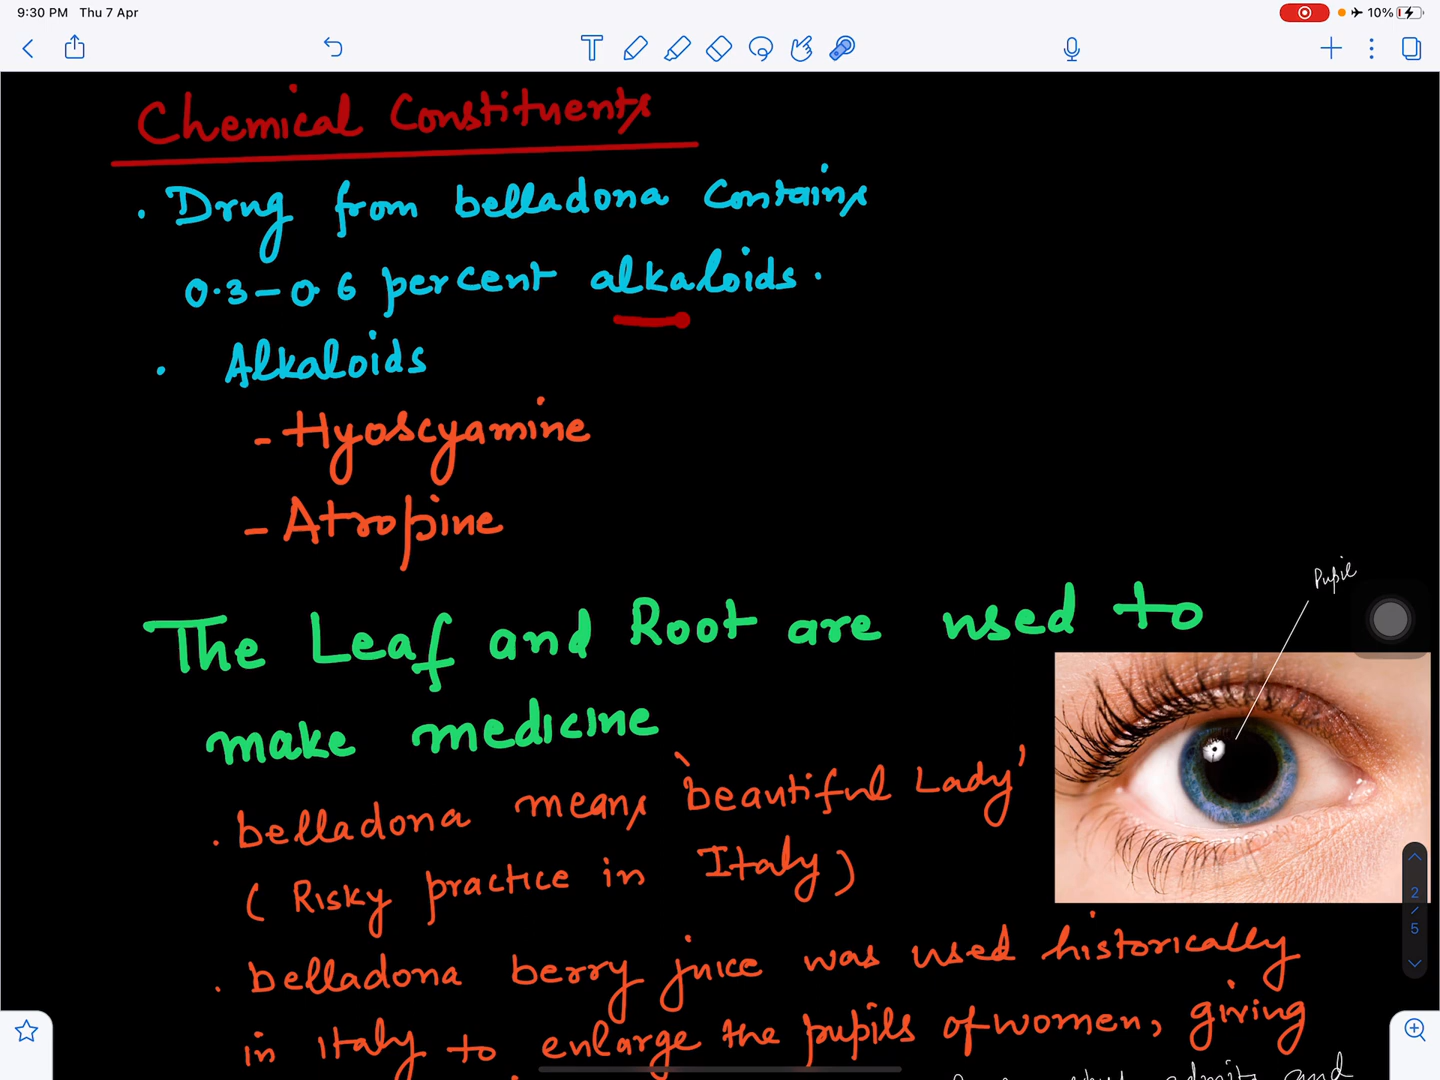 9:30 PM Thu 7 Apr
10%
Chemical Constituents
. Drug from belladona Contains
0.3-0.6 percent alkaloids.
. Alkaloids
- Hyoscyamine
- Atropine
Pupil
The Leaf and Root are used to
make medicine
. belladona means 'beautiful Lady'
( Risky practice in Italy)
2
/
5
. belladona berry juice was used historically
in Italy to enlarge the pupils of women, giving
and